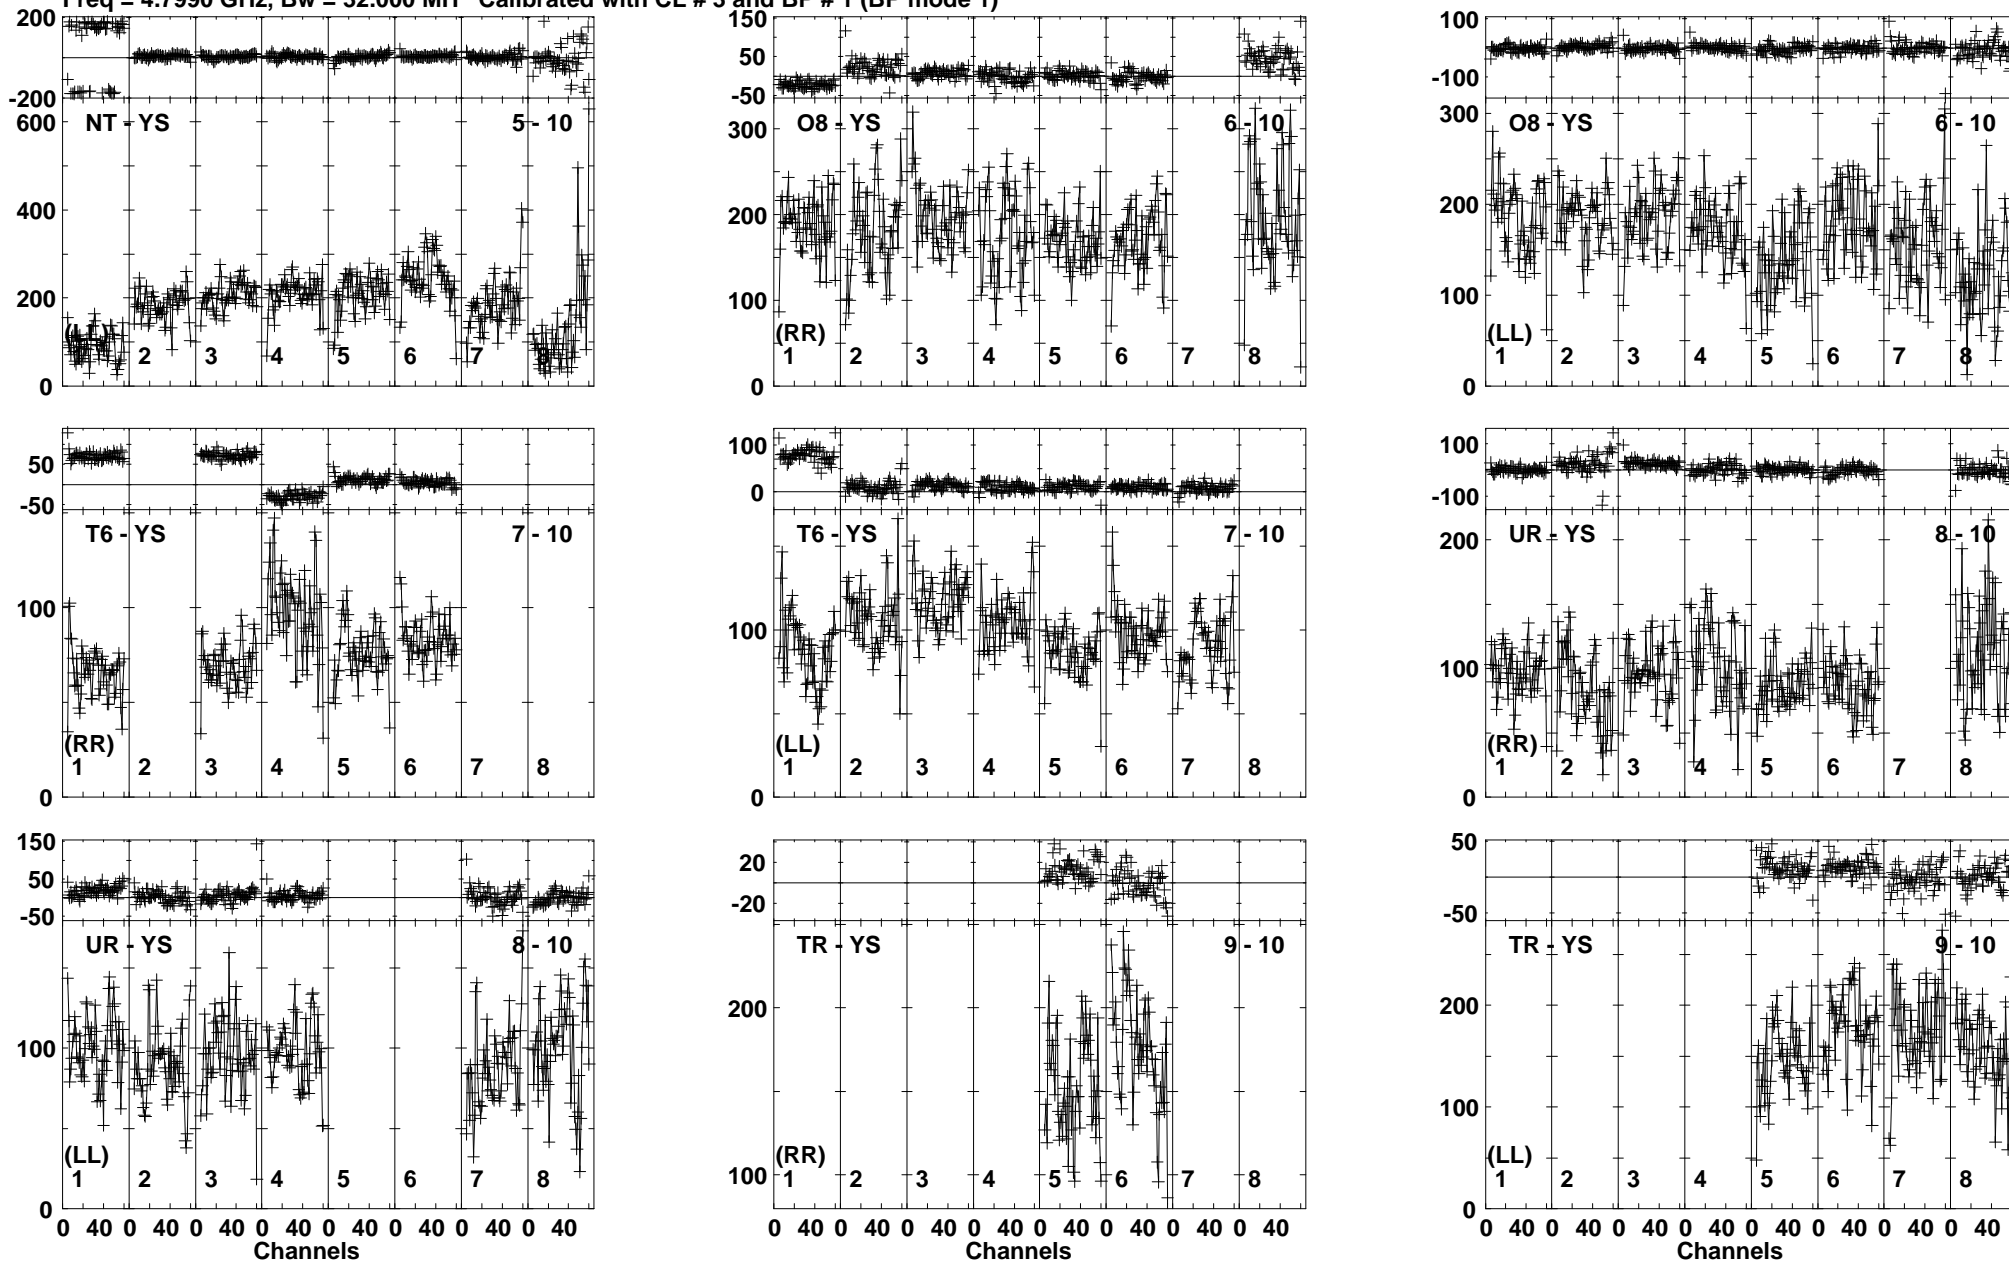 Freq = 4.7990 GHz, Bw = 32.000 MH Calibrated with CL # 3 and BP # 1 (BP mode 1)
200 150 100
50
-200 -50 -100
NT - YS 5 - 10 O8 - YS 6 - 10 O8 - YS 6 - 10
600 300 300
400 200 200
200 100 100
(LL) (RR) (LL)
1 2 3 4 5 6 7 8 1 2 3 4 5 6 7 8
2 3 4 5 6 7 8
0 0 0
50 100 100
-50 0 -100
T6 - YS 7 - 10 T6 - YS 7 - 10 UR - YS 8 - 10
200
100 100 100
(RR) (LL) (RR)
1 2 3 4 5 6 7 8 1 2 3 4 5 6 7 8 1 2 3 4 5 6 7 8
0 0 0
150 50
50 20
-50 -20 -50
UR - YS 8 - 10 TR - YS 9 - 10 TR - YS 9 - 10
200 200
100 100 100
(LL) (RR) (LL)
1 2 3 4 5 6 7 8 1 2 3 4 5 6 7 8 1 2 3 4 5 6 7 8
0 0
0 40 0 40 0 40 0 40 0 40 0 40 0 40 0 40 0 40 0 40 0 40 0 40 0 40 0 40 0 40 0 40 0 40 0 40 0 40 0 40 0 40 0 40 0 40 0 40
Channels Channels Channels